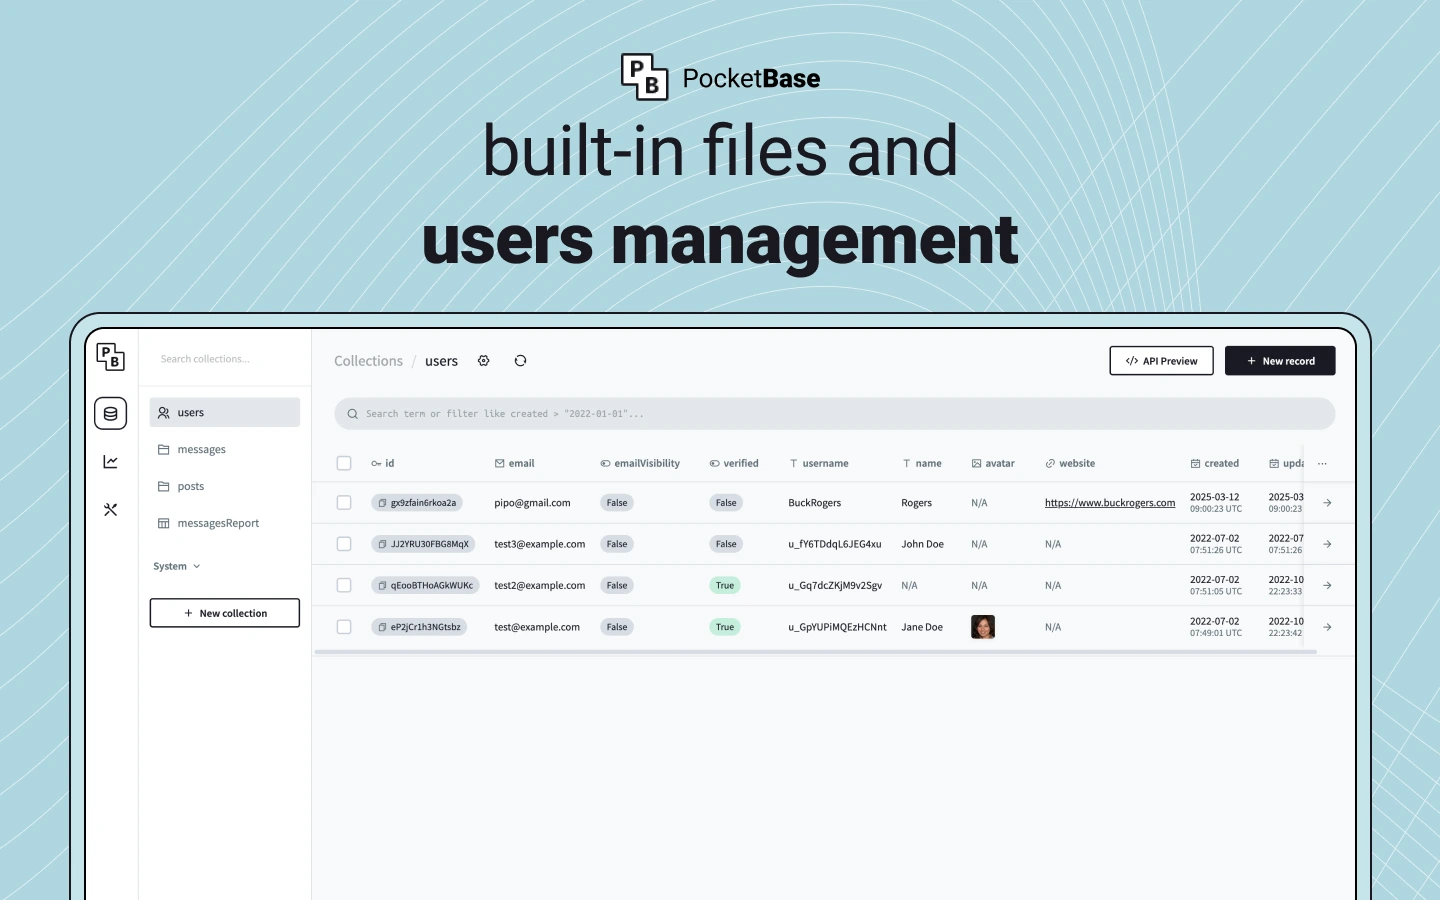 PB PocketBase
built-in files and
users management
PB
Search collections...
users
messages
posts
messagesReport
System
+ New collection
Collections / users
</> API Preview
+ New record
Search term or filter like created > "2022-01-01"...
id email emailVisibility verified username name avatar website created upda ...
gx9zfain6rkoa2a pipo@gmail.com False False BuckRogers Rogers N/A https://www.buckrogers.com 2025-03-12 2025-03
09:00:23 UTC 09:00:23
JJ2YRU30FBG8MqX test3@example.com False False u_fY6TDdqL6JEG4xu John Doe N/A N/A 2022-07-02 2022-07
07:51:26 UTC 07:51:26
qEooBTHoAGkWUKc test2@example.com False True u_Gq7dcZKjM9v2Sgv N/A N/A N/A 2022-07-02 2022-10
07:51:05 UTC 22:23:33
eP2jCr1h3NGtsbz test@example.com False True u_GpYUPiMQEzHCNnt Jane Doe N/A 2022-07-02 2022-10
07:49:01 UTC 22:23:42